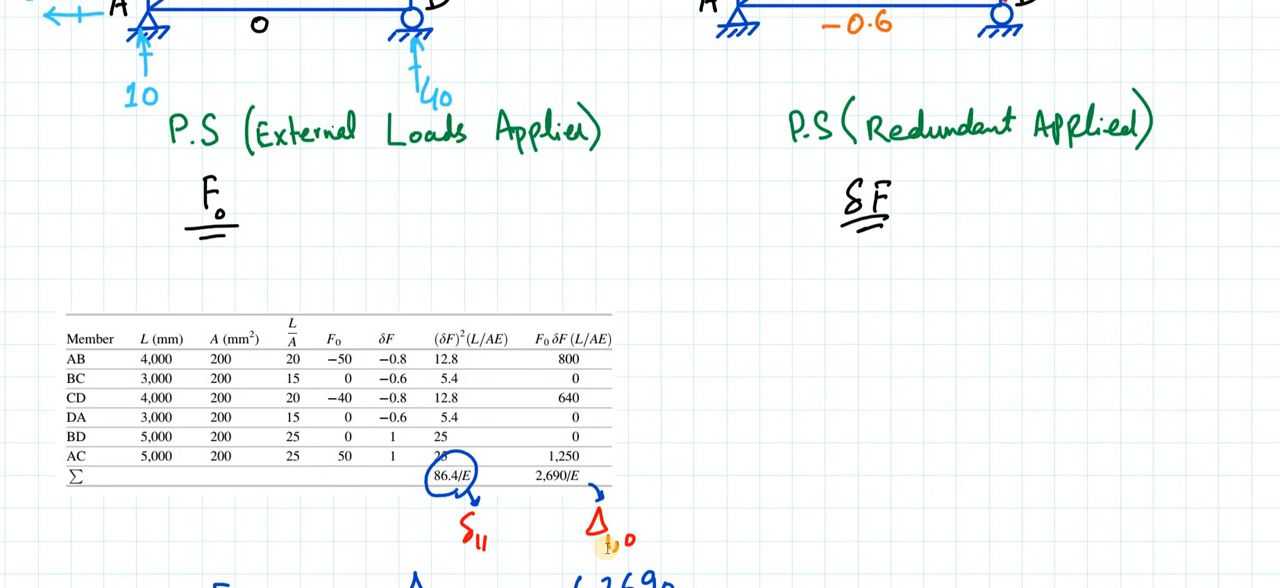 A
0
10
40
A
-0.6
P.S (External Loads Applied)
P.S (Redundant Applied)
F₀
δF
Member L (mm) A (mm²) L/A F₀ δF (δF)²(L/AE) F₀ δF (L/AE)
AB 4,000 200 20 −50 −0.8 12.8 800
BC 3,000 200 15 0 −0.6 5.4 0
CD 4,000 200 20 −40 −0.8 12.8 640
DA 3,000 200 15 0 −0.6 5.4 0
BD 5,000 200 25 0 1 25 0
AC 5,000 200 25 50 1 25 1,250
Σ 86.4/E 2,690/E
δ₁₁